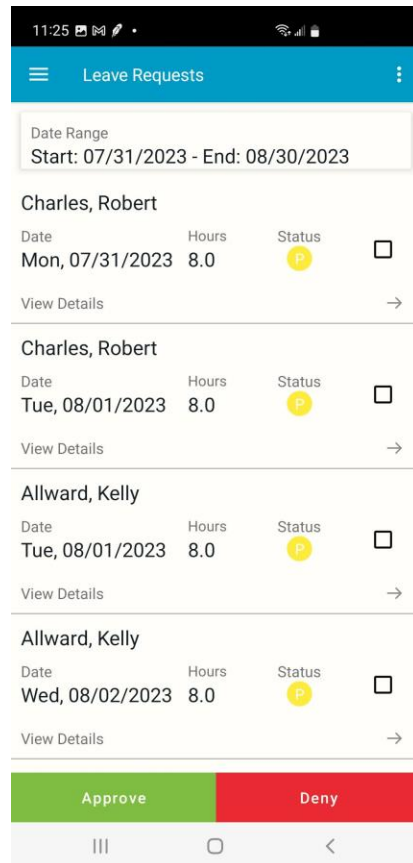 11:25
Leave Requests
Date Range
Start: 07/31/2023 - End: 08/30/2023
Charles, Robert
Date Hours Status
Mon, 07/31/2023 8.0 P
View Details
Charles, Robert
Date Hours Status
Tue, 08/01/2023 8.0 P
View Details
Allward, Kelly
Date Hours Status
Tue, 08/01/2023 8.0 P
View Details
Allward, Kelly
Date Hours Status
Wed, 08/02/2023 8.0 P
View Details
Approve Deny